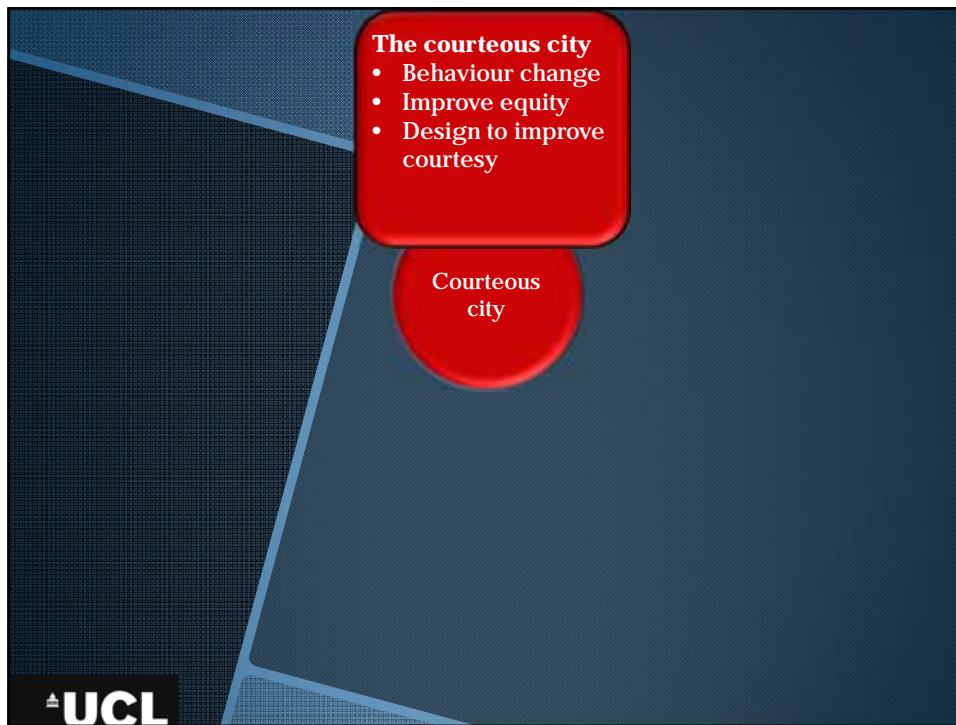 The courteous city
• Behaviour change
• Improve equity
• Design to improve
courtesy
Courteous
city
UCL